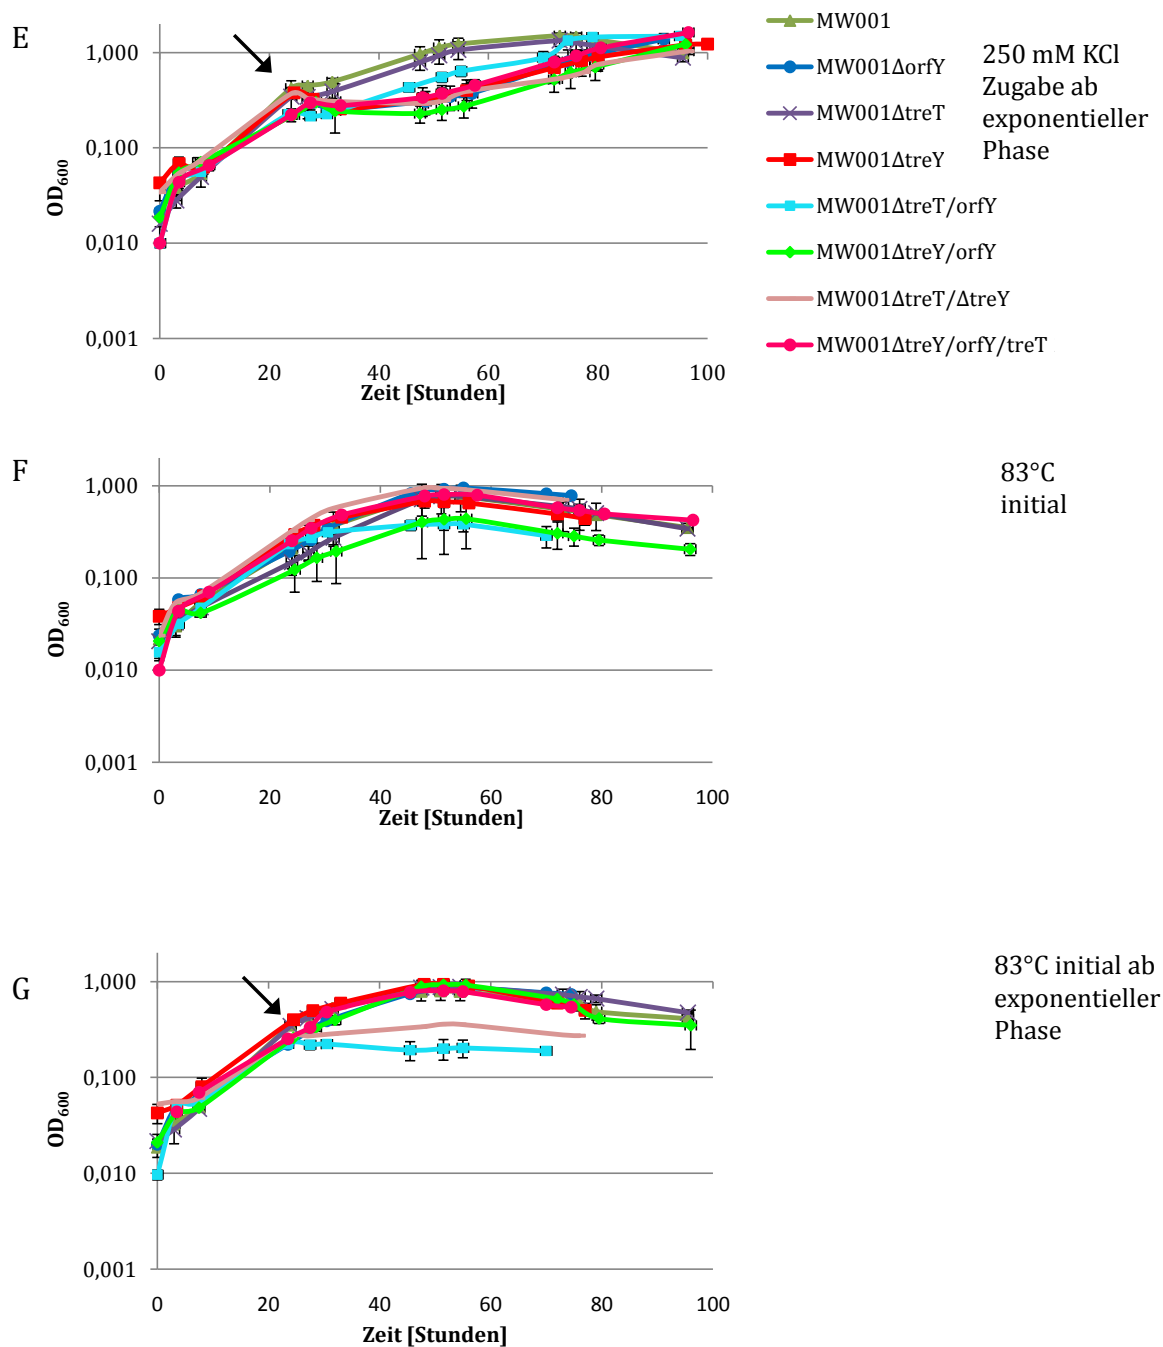 E
1,000
0,100
0,010
0,001
OD600
0
20
40
60
80
100
Zeit [Stunden]
MW001
MW001ΔorfY
MW001ΔtreT
MW001ΔtreY
MW001ΔtreT/orfY
MW001ΔtreY/orfY
MW001ΔtreT/ΔtreY
MW001ΔtreY/orfY/treT
250 mM KCl
Zugabe ab
exponentieller
Phase
F
1,000
0,100
0,010
0,001
OD600
0
20
40
60
80
100
Zeit [Stunden]
83°C
initial
G
1,000
0,100
0,010
0,001
OD600
0
20
40
60
80
100
Zeit [Stunden]
83°C initial ab
exponentieller
Phase